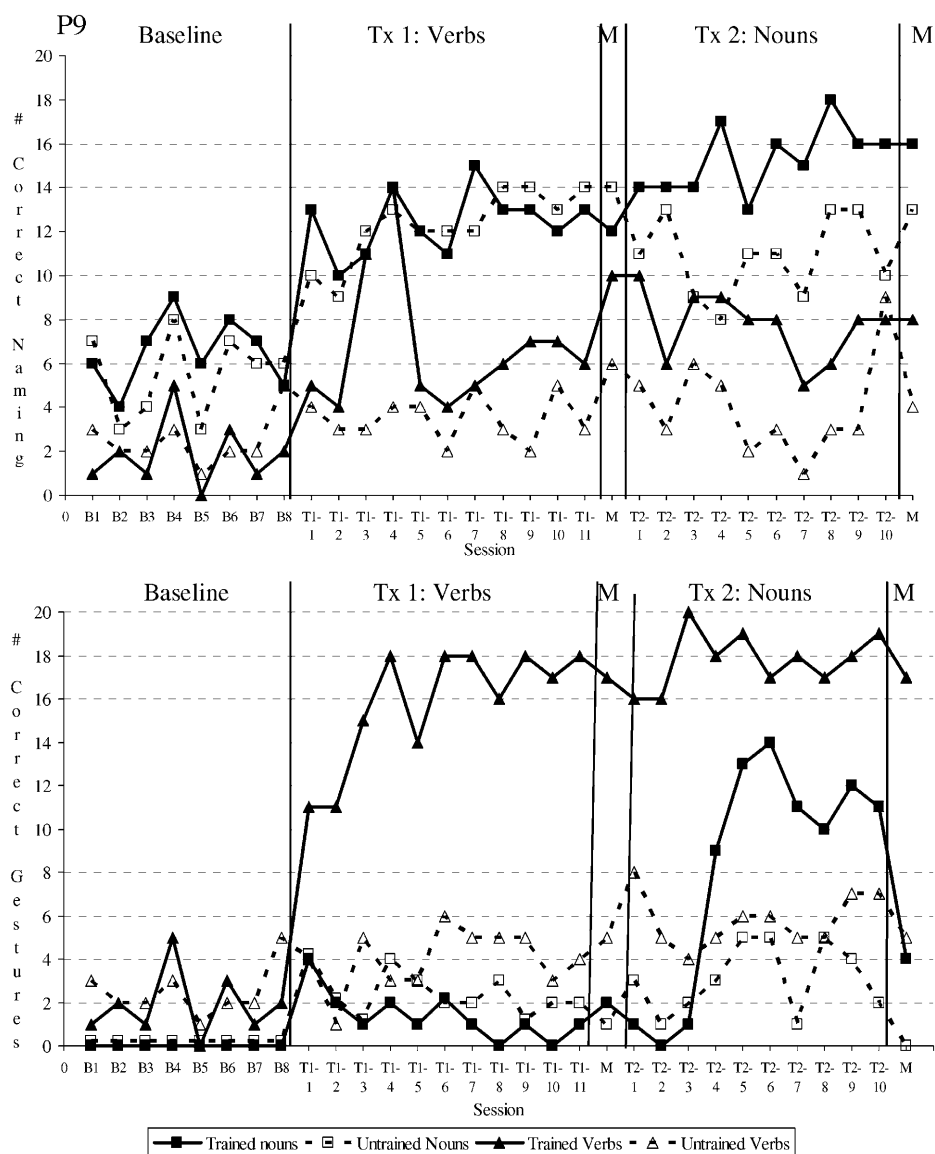 P9
Baseline Tx 1: Verbs M Tx 2: Nouns M
# Correct Naming
20
18
16
14
12
10
8
6
4
2
0
0 B1 B2 B3 B4 B5 B6 B7 B8 T1-1 T1-2 T1-3 T1-4 T1-5 T1-6 T1-7 T1-8 T1-9 T1-10 T1-11 M T2-1 T2-2 T2-3 T2-4 T2-5 T2-6 T2-7 T2-8 T2-9 T2-10 M
Session
Baseline Tx 1: Verbs M Tx 2: Nouns M
# Correct Gestures
20
18
16
14
12
10
8
6
4
2
0
0 B1 B2 B3 B4 B5 B6 B7 B8 T1-1 T1-2 T1-3 T1-4 T1-5 T1-6 T1-7 T1-8 T1-9 T1-10 T1-11 M T2-1 T2-2 T2-3 T2-4 T2-5 T2-6 T2-7 T2-8 T2-9 T2-10 M
Session
Trained nouns Untrained Nouns Trained Verbs Untrained Verbs